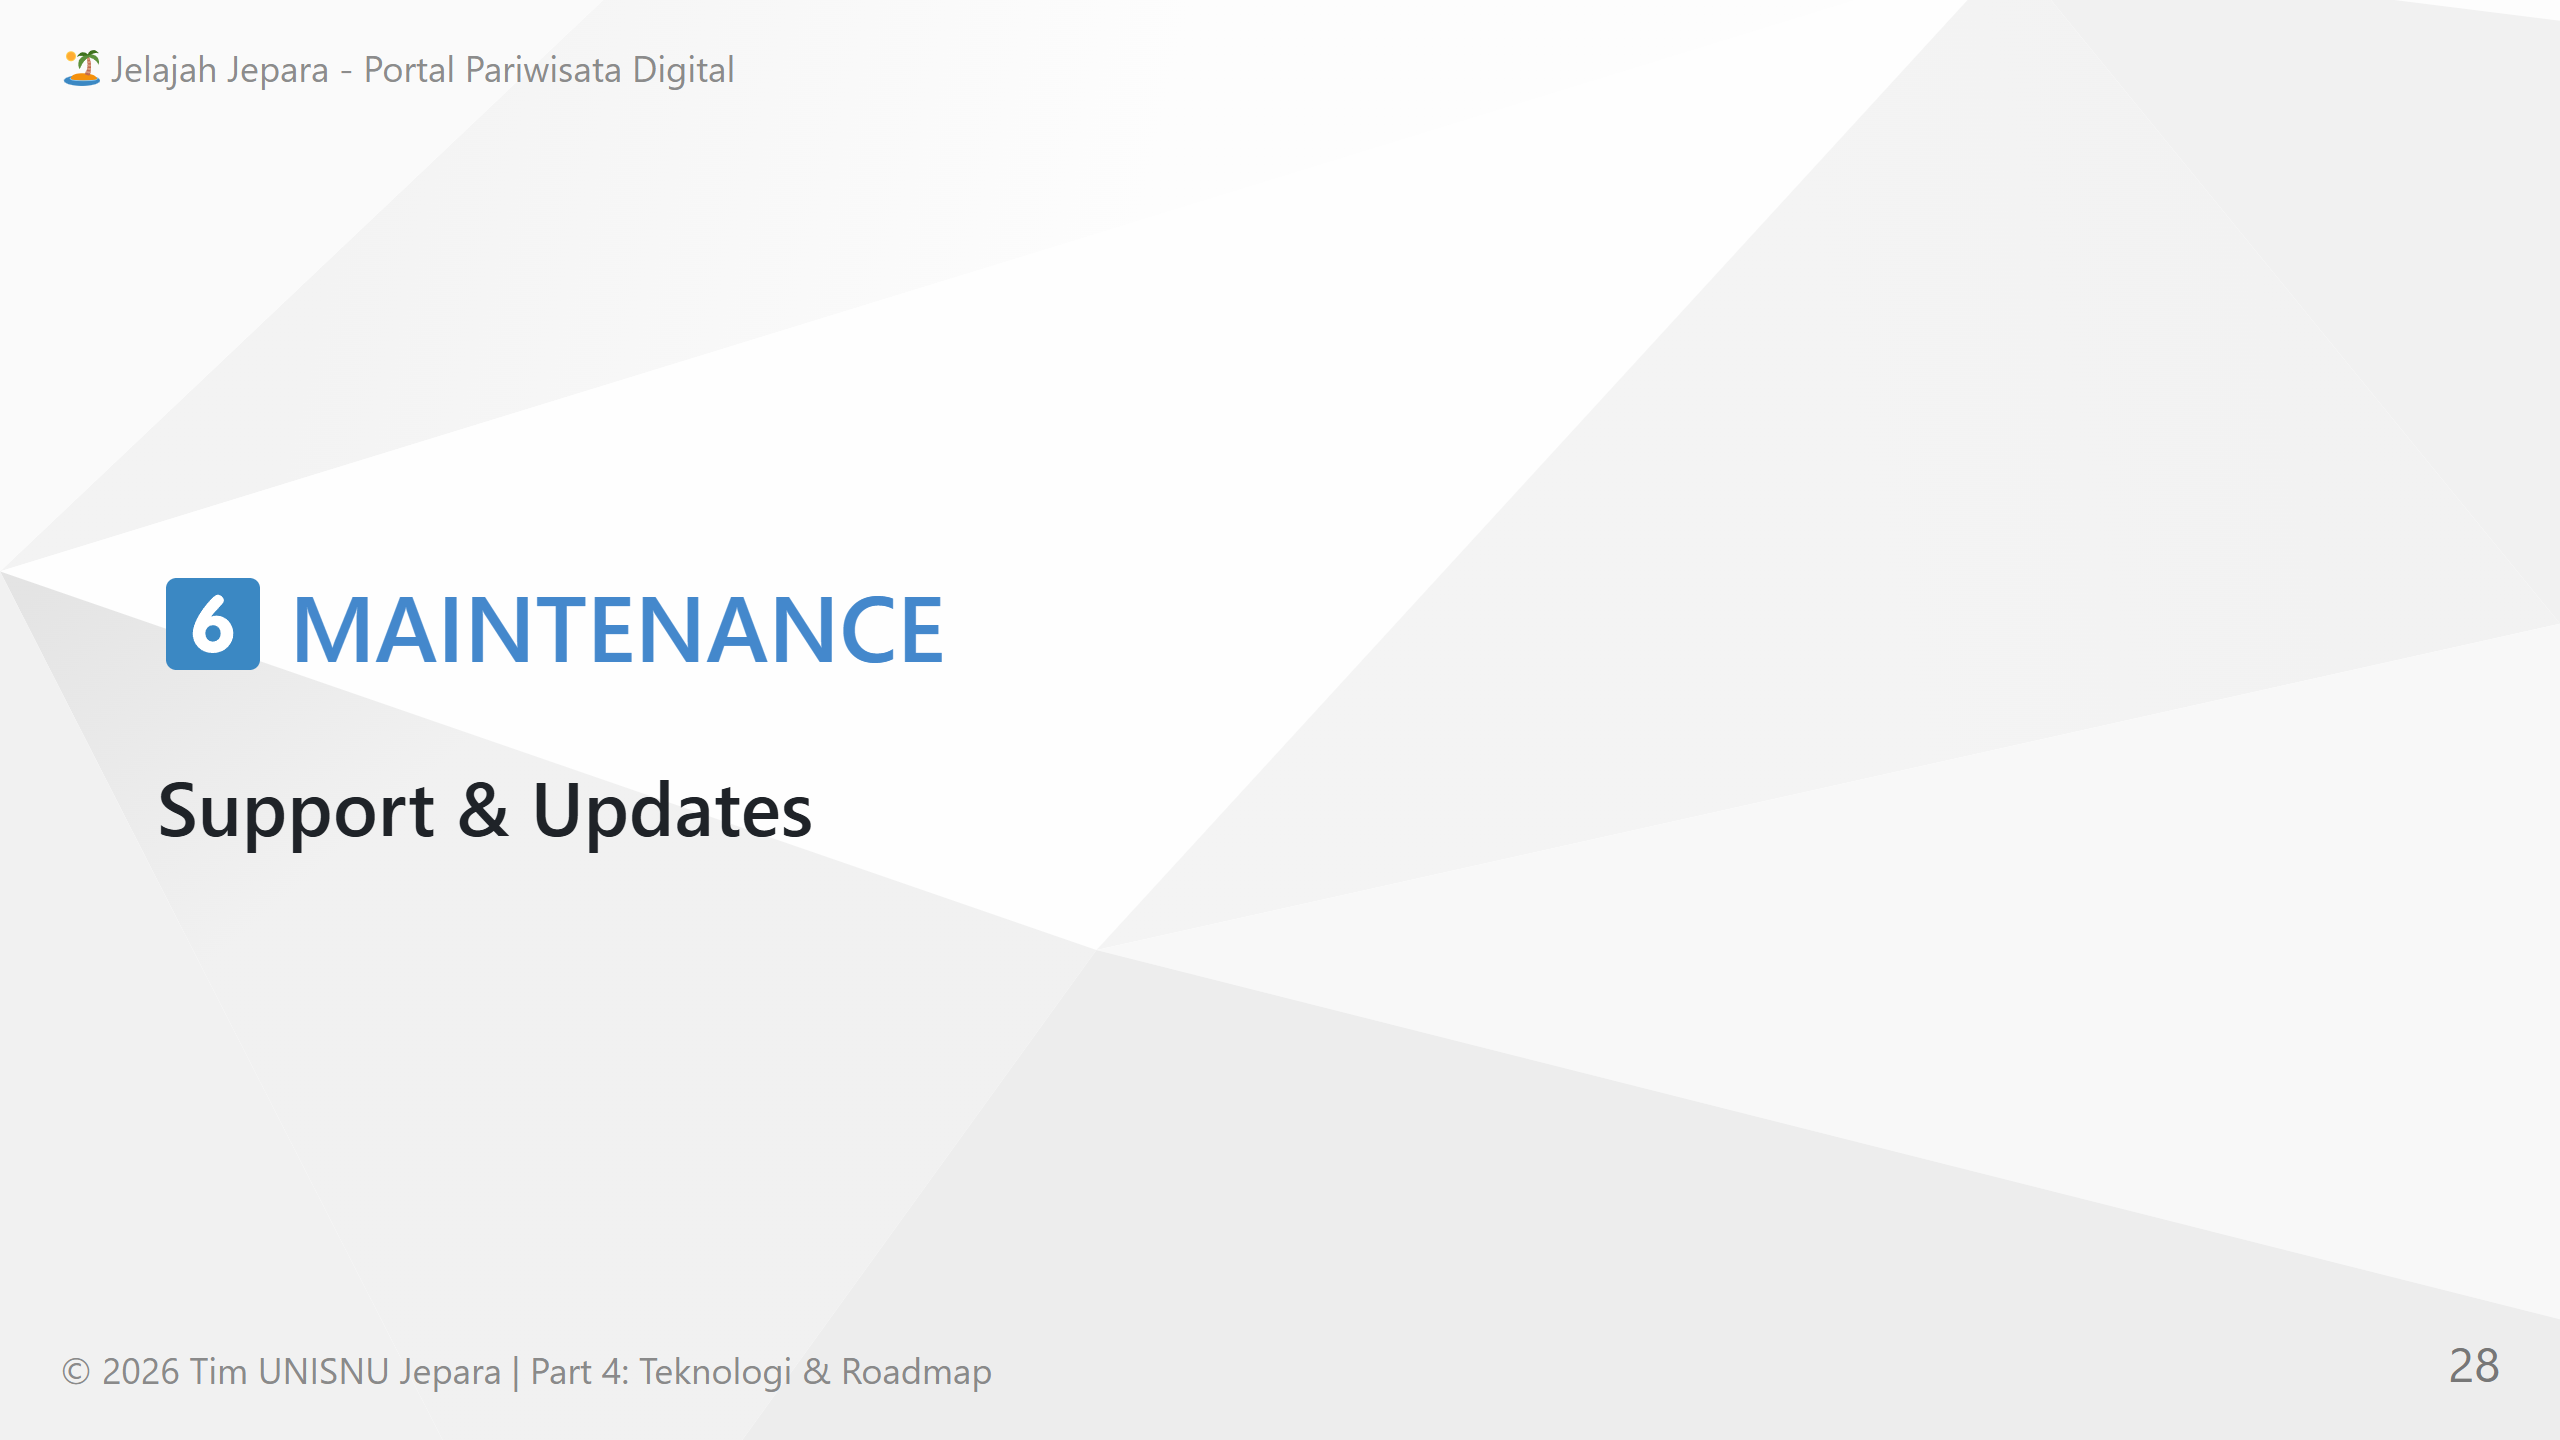 🏝️ Jelajah Jepara - Portal Pariwisata Digital
6️⃣ MAINTENANCE
Support & Updates
© 2026 Tim UNISNU Jepara | Part 4: Teknologi & Roadmap
28